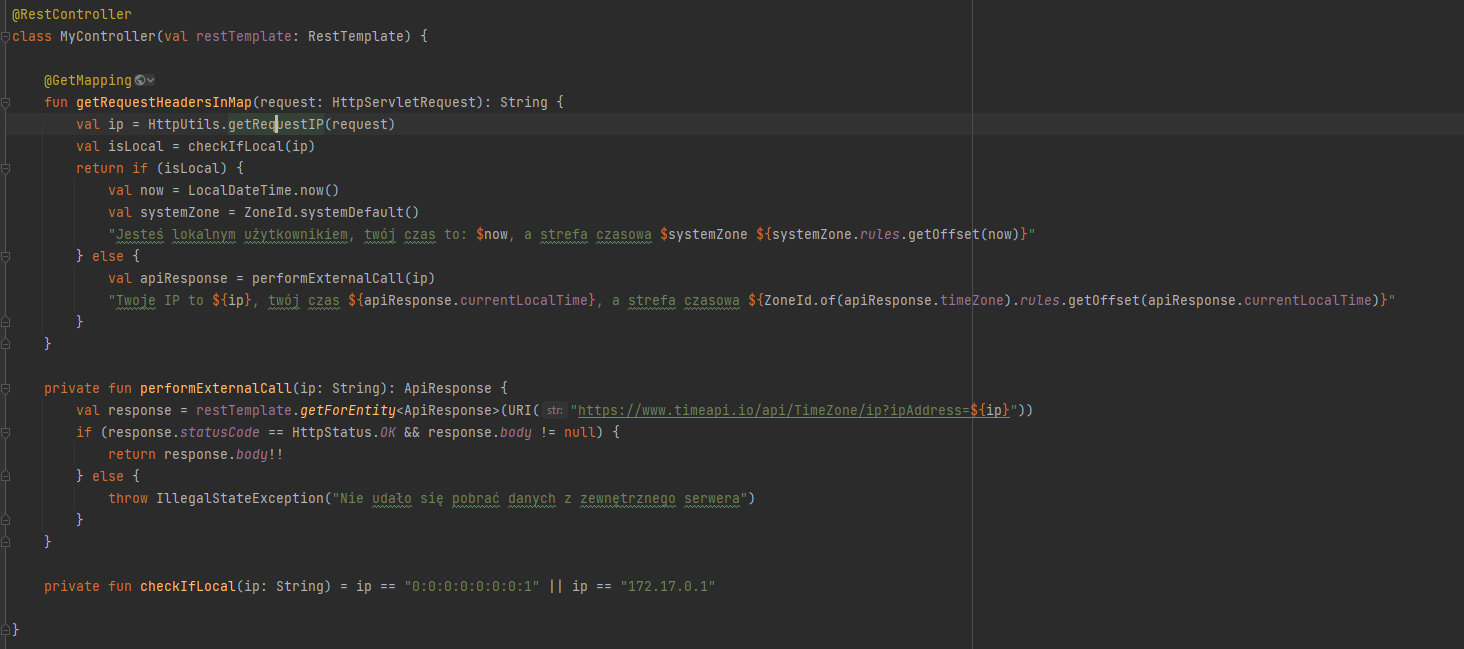 @RestController
class MyController(val restTemplate: RestTemplate) {
@GetMapping
fun getRequestHeadersInMap(request: HttpServletRequest): String {
val ip = HttpUtils.getRequestIP(request)
val isLocal = checkIfLocal(ip)
return if (isLocal) {
val now = LocalDateTime.now()
val systemZone = ZoneId.systemDefault()
"Jesteś lokalnym użytkownikiem, twój czas to: $now, a strefa czasowa $systemZone ${systemZone.rules.getOffset(now)}"
} else {
val apiResponse = performExternalCall(ip)
"Twoje IP to ${ip}, twój czas ${apiResponse.currentLocalTime}, a strefa czasowa ${ZoneId.of(apiResponse.timeZone).rules.getOffset(apiResponse.currentLocalTime)}"
}
}
private fun performExternalCall(ip: String): ApiResponse {
val response = restTemplate.getForEntity<ApiResponse>(URI( str: "https://www.timeapi.io/api/TimeZone/ip?ipAddress=${ip}"))
if (response.statusCode == HttpStatus.OK && response.body != null) {
return response.body!!
} else {
throw IllegalStateException("Nie udało się pobrać danych z zewnętrznego serwera")
}
}
private fun checkIfLocal(ip: String) = ip == "0:0:0:0:0:0:0:1" || ip == "172.17.0.1"
}